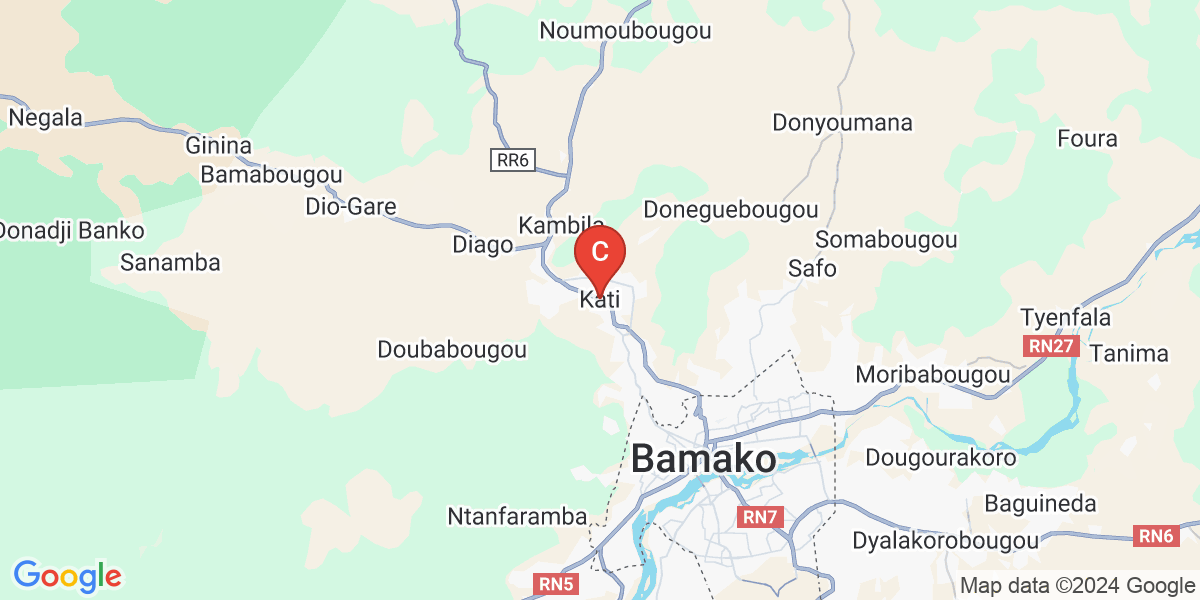 Noumoubougou
Negala
Donyoumana
Foura
Ginina
RR6
Bamabougou
Dio-Gare
Doneguebougou
Kambila
Donadji Banko
Diago
Somabougou
C
Sanamba
Safo
Kati
Tyenfala
RN27
Doubabougou
Tanima
Moribabougou
Bamako
Dougourakoro
Baguineda
Ntanfaramba
RN7
Dyalakorobougou
RN6
Google
RN5
Map data ©2024 Google